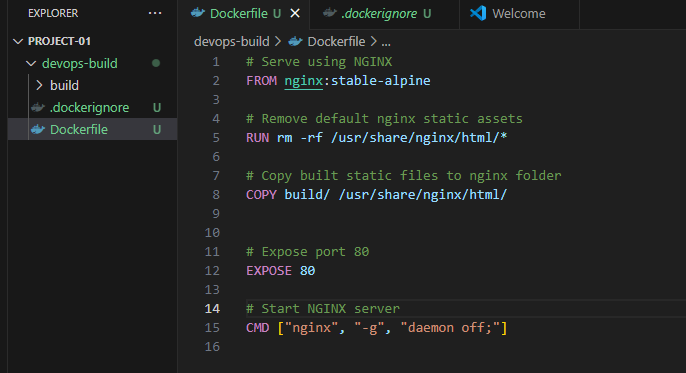 EXPLORER
PROJECT-01
devops-build
build
.dockerignore U
Dockerfile U
Dockerfile U
.dockerignore U
Welcome
devops-build > Dockerfile > ...
1 # Serve using NGINX
2 FROM nginx:stable-alpine
3
4 # Remove default nginx static assets
5 RUN rm -rf /usr/share/nginx/html/*
6
7 # Copy built static files to nginx folder
8 COPY build/ /usr/share/nginx/html/
9
10
11 # Expose port 80
12 EXPOSE 80
13
14 # Start NGINX server
15 CMD ["nginx", "-g", "daemon off;"]
16